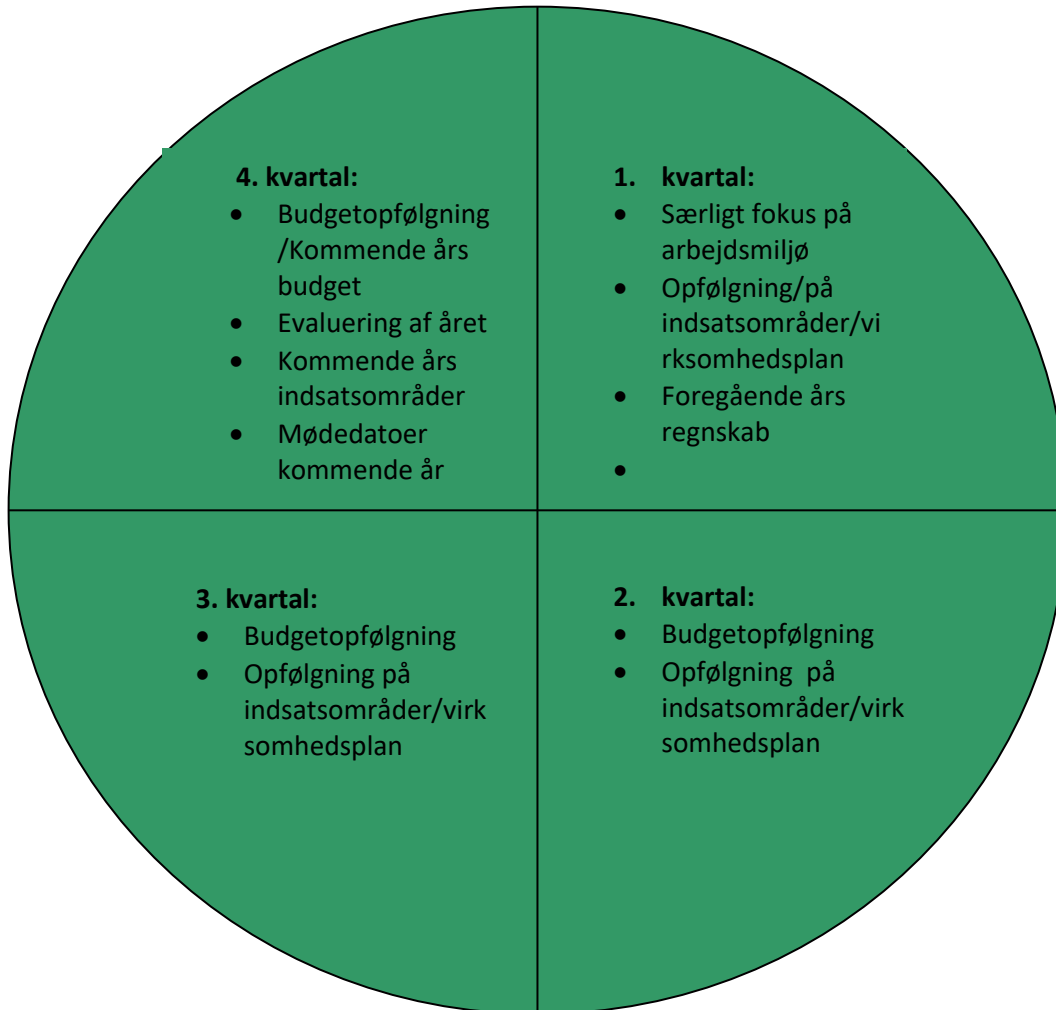 4. kvartal:
• Budgetopfølgning
/Kommende års
budget
• Evaluering af året
• Kommende års
indsatsområder
• Mødedatoer
kommende år
1. kvartal:
• Særligt fokus på
arbejdsmiljø
• Opfølgning/på
indsatsområder/vi
rksomhedsplan
• Foregående års
regnskab
•
3. kvartal:
• Budgetopfølgning
• Opfølgning på
indsatsområder/virk
somhedsplan
2. kvartal:
• Budgetopfølgning
• Opfølgning  på
indsatsområder/virk
somhedsplan